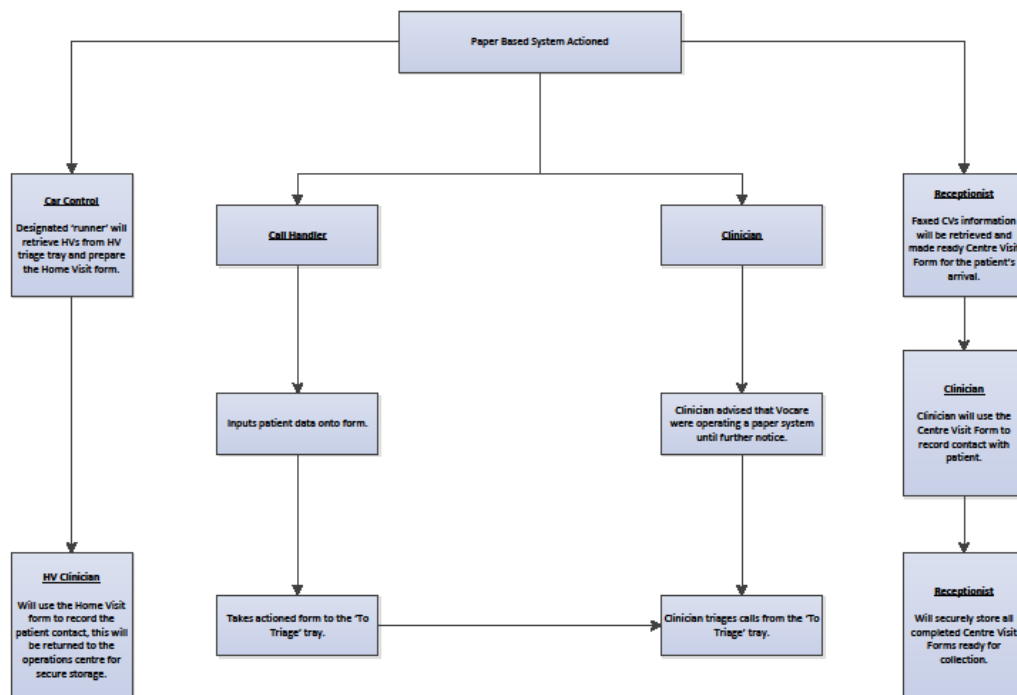 Paper Based System Actioned
Car Control
Designated 'runner' will
retrieve HVs from HV
triage tray and prepare
the Home Visit form.
Call Handler
Clinician
Receptionist
Faxed CVs information
will be retrieved and
made ready Centre Visit
Form for the patient's
arrival.
Inputs patient data onto form.
Clinician advised that Vocare
were operating a paper system
until further notice.
Clinician
Clinician will use the
Centre Visit Form to
record contact with
patient.
HV Clinician
Will use the Home Visit
form to record the
patient contact, this will
be returned to the
operations centre for
secure storage.
Takes actioned form to the 'To
Triage' tray.
Clinician triages calls from the 'To
Triage' tray.
Receptionist
Will securely store all
completed Centre Visit
Forms ready for
collection.